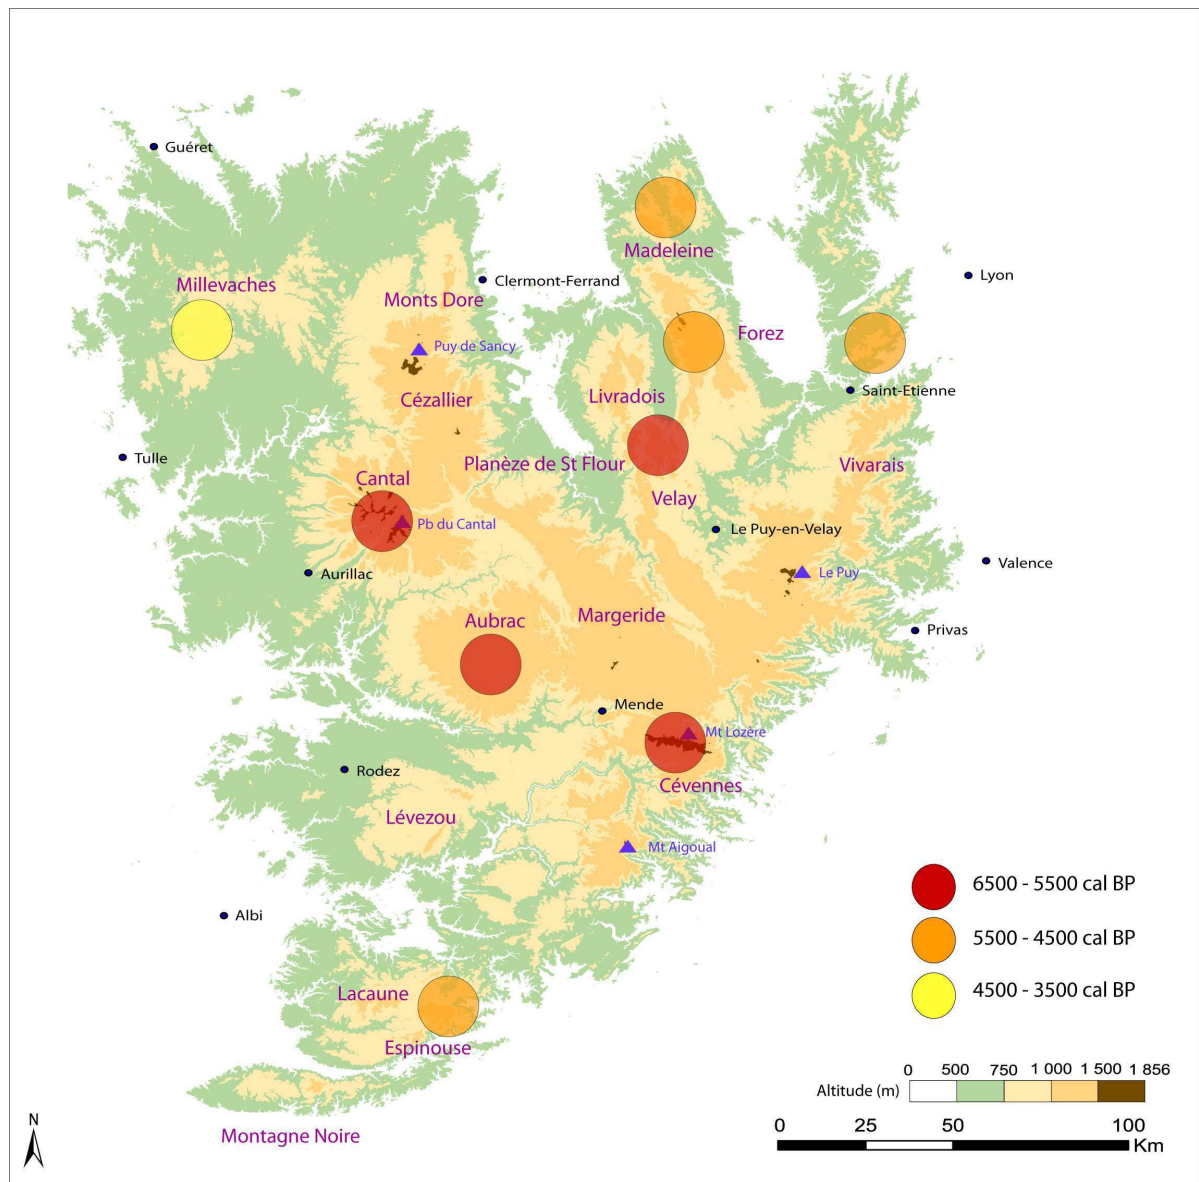 Guéret
Madeleine
Lyon
Clermont-Ferrand
Millevaches
Monts Dore
Forez
Puy de Sancy
Saint-Etienne
Livradois
Cézallier
Tulle
Planèze de St Flour
Vivarais
Cantal
Velay
Pb du Cantal
Le Puy-en-Velay
Valence
Aurillac
Le Puy
Margeride
Aubrac
Privas
Mende
Mt Lozère
Rodez
Cévennes
Lévezou
Mt Aigoual
6500 - 5500 cal BP
Albi
5500 - 4500 cal BP
4500 - 3500 cal BP
Lacaune
Espinouse
0 500 750 1 000 1 500 1 856
Altitude (m)
N
Montagne Noire
0 25 50 100
Km